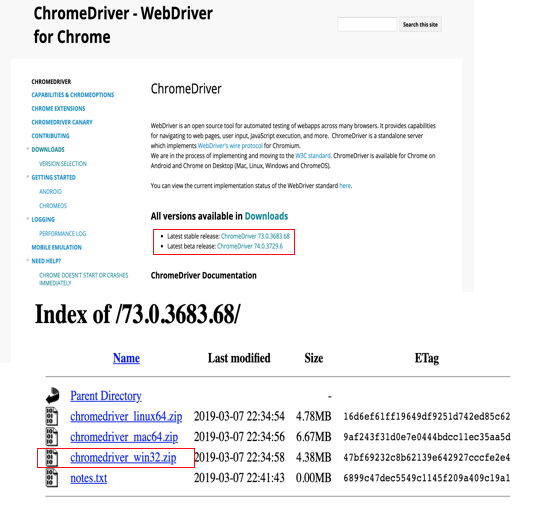 ChromeDriver - WebDriver
for Chrome
Search this site
CHROMEDRIVER
CAPABILITIES & CHROMEOPTIONS
CHROME EXTENSIONS
CHROMEDRIVER CANARY
CONTRIBUTING
DOWNLOADS
VERSION SELECTION
GETTING STARTED
ANDROID
CHROMEOS
LOGGING
PERFORMANCE LOG
MOBILE EMULATION
NEED HELP?
CHROME DOESN'T START OR CRASHES
IMMEDIATELY
ChromeDriver
WebDriver is an open source tool for automated testing of webapps across many browsers. It provides capabilities
for navigating to web pages, user input, JavaScript execution, and more. ChromeDriver is a standalone server
which implements WebDriver's wire protocol for Chromium.
We are in the process of implementing and moving to the W3C standard. ChromeDriver is available for Chrome on
Android and Chrome on Desktop (Mac, Linux, Windows and ChromeOS).
You can view the current implementation status of the WebDriver standard here.
All versions available in Downloads
• Latest stable release: ChromeDriver 73.0.3683.68
• Latest beta release: ChromeDriver 74.0.3729.6
ChromeDriver Documentation
Index of /73.0.3683.68/
Name Last modified Size ETag
Parent Directory -
chromedriver_linux64.zip 2019-03-07 22:34:54 4.78MB 16d6ef61ff19649df9251d742ed85c62
chromedriver_mac64.zip 2019-03-07 22:34:56 6.67MB 9af243f31d0e7e0444bdcc11ec35aa5d
chromedriver_win32.zip 2019-03-07 22:34:58 4.38MB 47bf69232c8b62139e642927cccfe2e4
notes.txt 2019-03-07 22:41:43 0.00MB 6899c47dec5549c1145f209a409c19a1